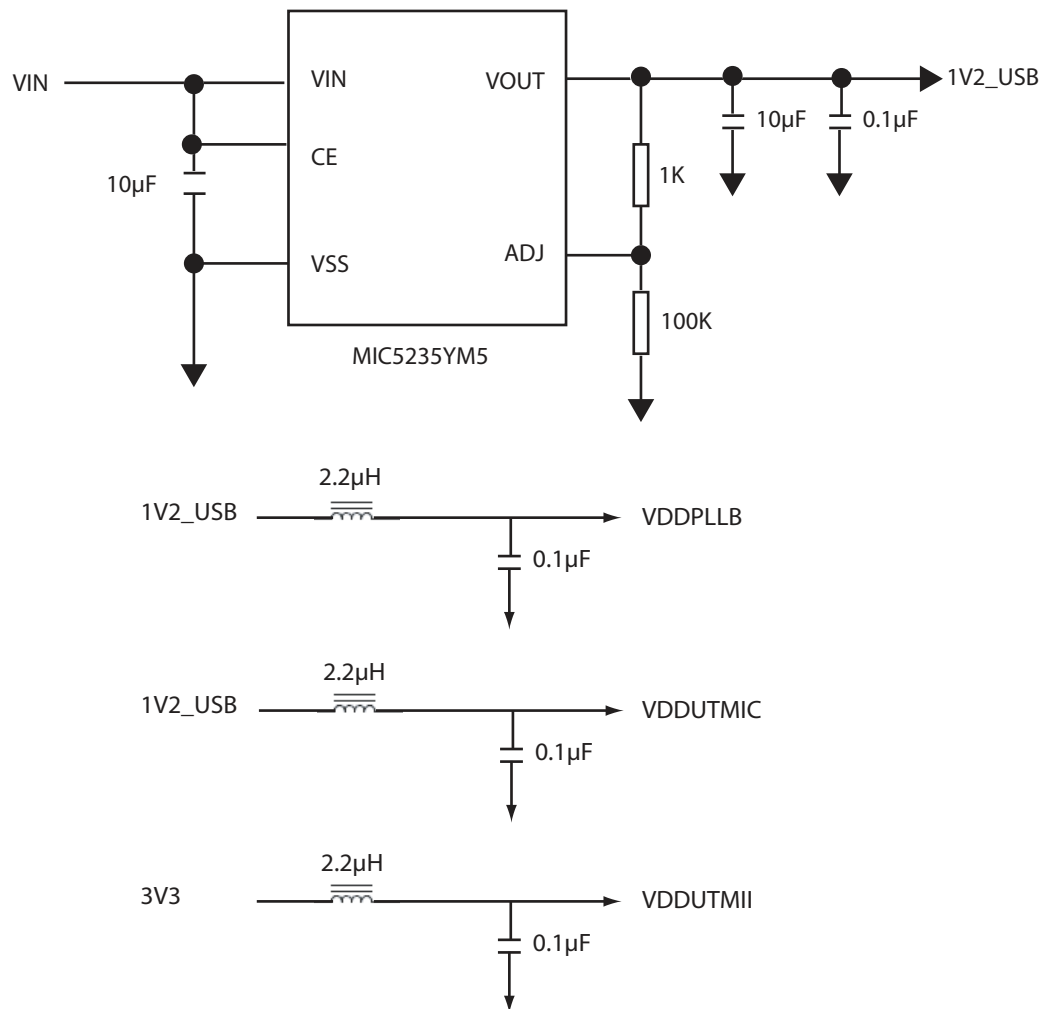 VIN
VIN
VOUT
1V2_USB
10µF
0.1µF
CE
10µF
1K
ADJ
VSS
100K
MIC5235YM5
2.2µH
1V2_USB
VDDPLLB
0.1µF
2.2µH
1V2_USB
VDDUTMIC
0.1µF
2.2µH
3V3
VDDUTMII
0.1µF